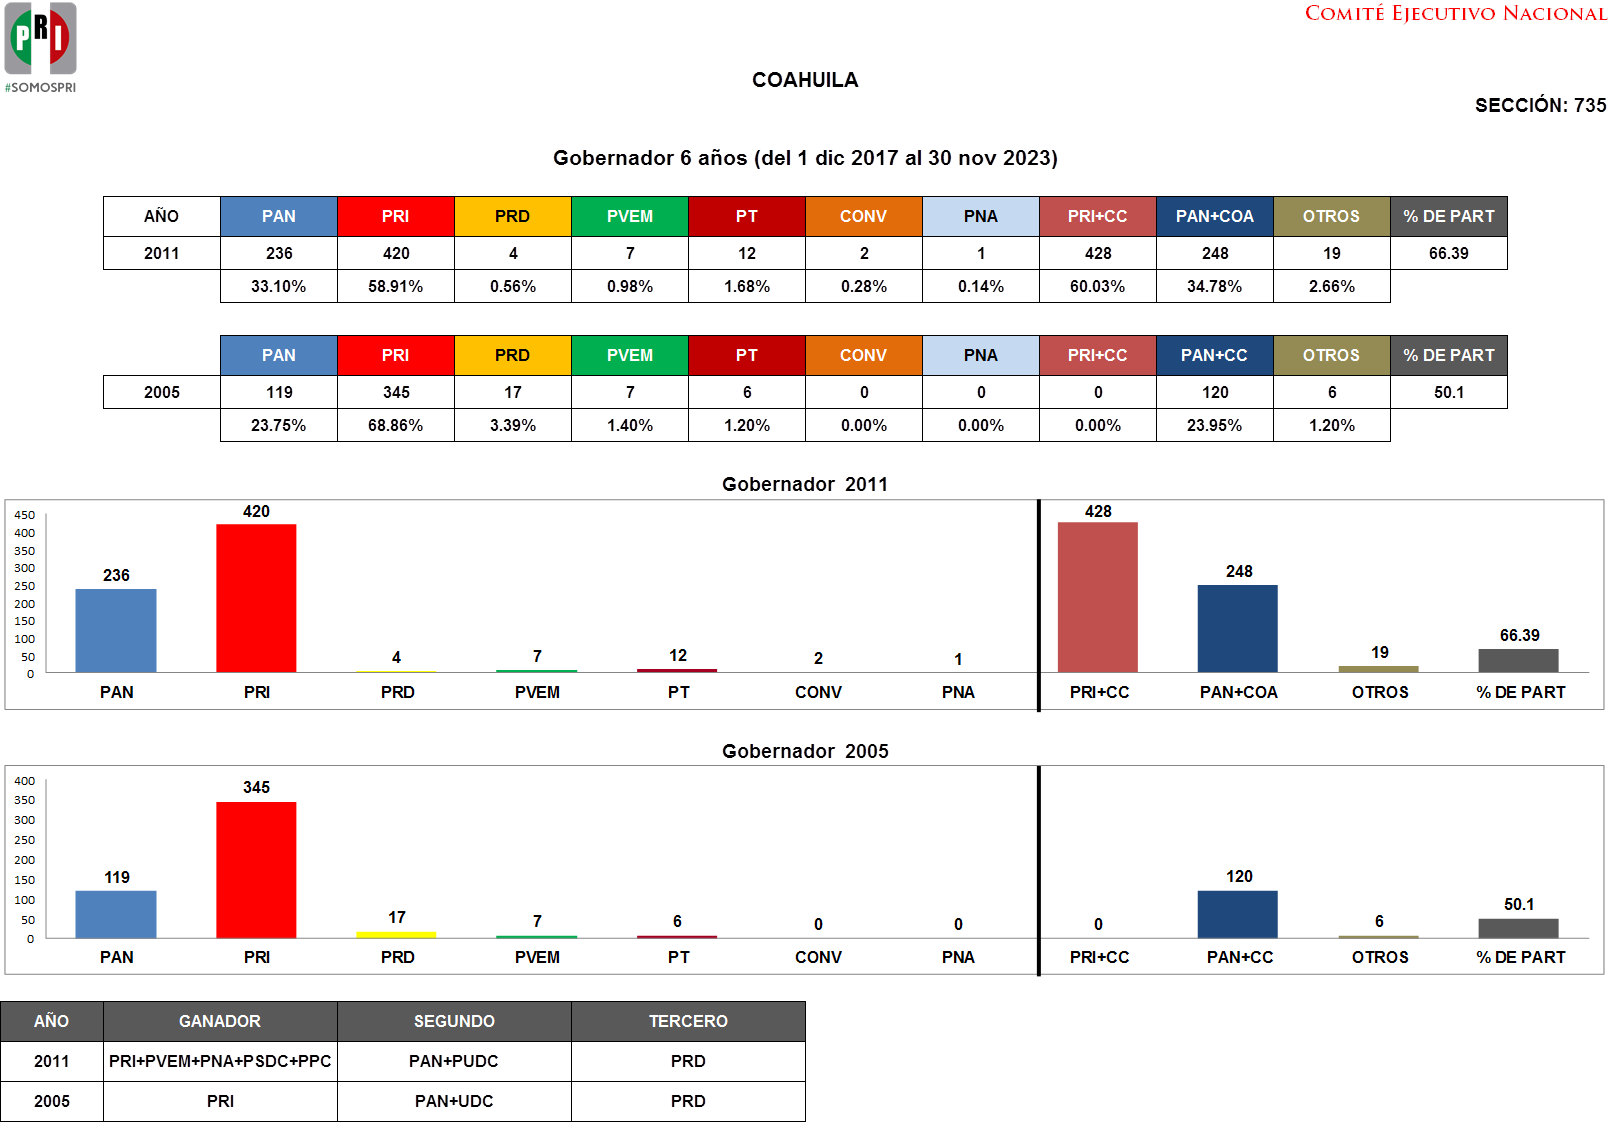 PRI
#SOMOSPRI
COMITÉ EJECUTIVO NACIONAL
COAHUILA
SECCIÓN: 735
Gobernador 6 años (del 1 dic 2017 al 30 nov 2023)
AÑO PAN PRI PRD PVEM PT CONV PNA PRI+CC PAN+COA OTROS % DE PART
2011 236 420 4 7 12 2 1 428 248 19 66.39
33.10% 58.91% 0.56% 0.98% 1.68% 0.28% 0.14% 60.03% 34.78% 2.66%
PAN PRI PRD PVEM PT CONV PNA PRI+CC PAN+CC OTROS % DE PART
2005 119 345 17 7 6 0 0 0 120 6 50.1
23.75% 68.86% 3.39% 1.40% 1.20% 0.00% 0.00% 0.00% 23.95% 1.20%
Gobernador 2011
450
400
350
300
250
200
150
100
50
0
236 420 4 7 12 2 1 428 248 19 66.39
PAN PRI PRD PVEM PT CONV PNA PRI+CC PAN+COA OTROS % DE PART
Gobernador 2005
400
350
300
250
200
150
100
50
0
119 345 17 7 6 0 0 0 120 6 50.1
PAN PRI PRD PVEM PT CONV PNA PRI+CC PAN+CC OTROS % DE PART
AÑO GANADOR SEGUNDO TERCERO
2011 PRI+PVEM+PNA+PSDC+PPC PAN+PUDC PRD
2005 PRI PAN+UDC PRD